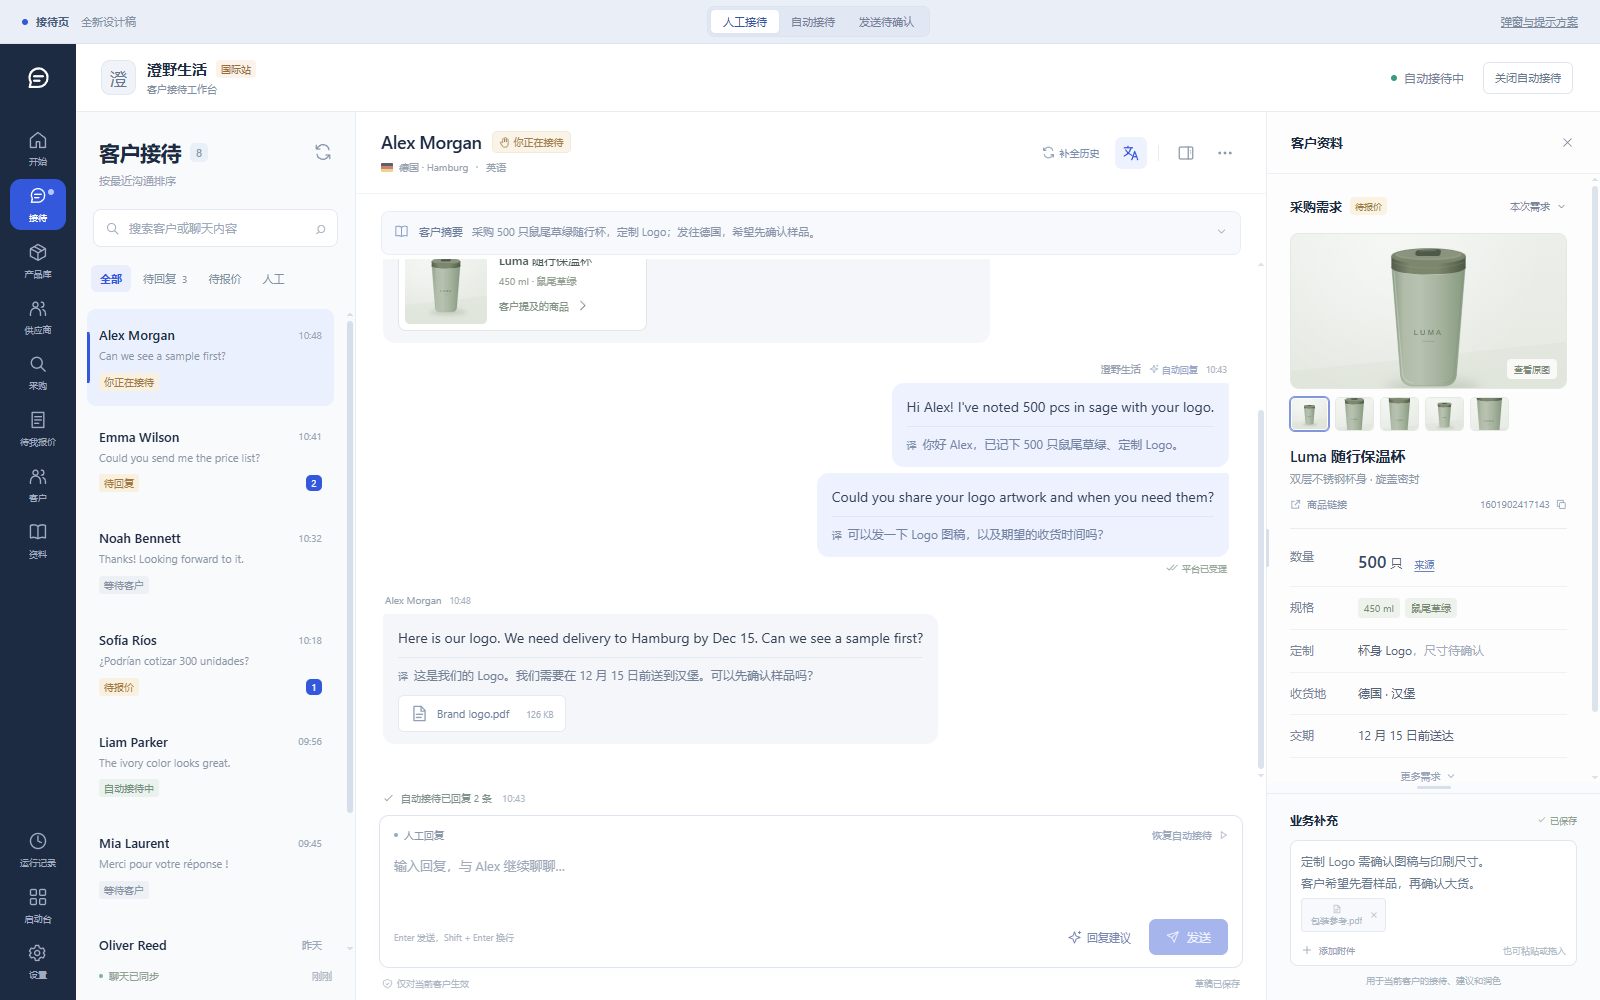 接待页 全新设计稿
人工接待 自动接待 发送待确认
弹窗与提示方案
澄
澄野生活 国际站
客户接待工作台
自动接待中 关闭自动接待
开始
接待
产品库
供应商
采购
待我报价
客户
资料
运行记录
启动台
设置
客户接待 8
按最近沟通排序
搜索客户或聊天内容
全部 待回复 3 待报价 人工
Alex Morgan 10:48
Can we see a sample first?
你正在接待
Emma Wilson 10:41
Could you send me the price list?
待回复 2
Noah Bennett 10:32
Thanks! Looking forward to it.
等待客户
Sofía Ríos 10:18
¿Podrían cotizar 300 unidades?
待报价 1
Liam Parker 09:56
The ivory color looks great.
自动接待中
Mia Laurent 09:45
Merci pour votre réponse !
等待客户
Oliver Reed 昨天
聊天已同步 刚刚
Alex Morgan 你正在接待
德国 · Hamburg · 英语
补全历史
客户摘要 采购 500 只鼠尾草绿随行杯，定制 Logo；发往德国，希望先确认样品。
Luma 随行保温杯
450 ml · 鼠尾草绿
客户提及的商品
澄野生活 自动回复 10:43
Hi Alex! I've noted 500 pcs in sage with your logo.
译 你好 Alex，已记下 500 只鼠尾草绿、定制 Logo。
Could you share your logo artwork and when you need them?
译 可以发一下 Logo 图稿，以及期望的收货时间吗？
平台已受理
Alex Morgan 10:48
Here is our logo. We need delivery to Hamburg by Dec 15. Can we see a sample first?
译 这是我们的 Logo。我们需要在 12 月 15 日前送到汉堡。可以先确认样品吗？
Brand logo.pdf 126 KB
自动接待已回复 2 条 10:43
人工回复 恢复自动接待
输入回复，与 Alex 继续聊聊...
Enter 发送，Shift + Enter 换行
回复建议 发送
仅对当前客户生效 草稿已保存
客户资料
采购需求 待报价 本次需求
LUMA
查看原图
Luma 随行保温杯
双层不锈钢杯身 · 旋盖密封
商品链接 1601902417143
数量 500 只 来源
规格 450 ml 鼠尾草绿
定制 杯身 Logo，尺寸待确认
收货地 德国 · 汉堡
交期 12 月 15 日前送达
更多需求
业务补充 已保存
定制 Logo 需确认图稿与印刷尺寸。
客户希望先看样品，再确认大货。
包装参考.pdf
添加附件 也可粘贴或拖入
用于当前客户的接待、建议和润色